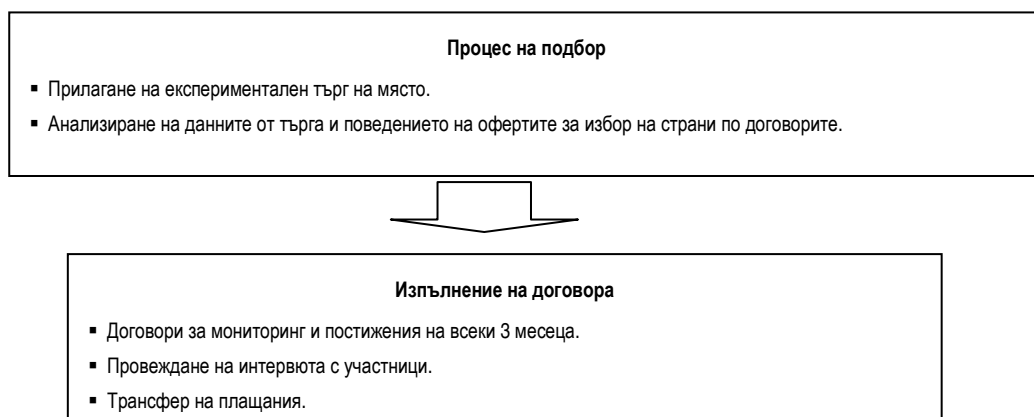 Процес на подбор
▪ Прилагане на експериментален търг на място.
▪ Анализиране на данните от търга и поведението на офертите за избор на страни по договорите.
Изпълнение на договора
▪ Договори за мониторинг и постижения на всеки 3 месеца.
▪ Провеждане на интервюта с участници.
▪ Трансфер на плащания.